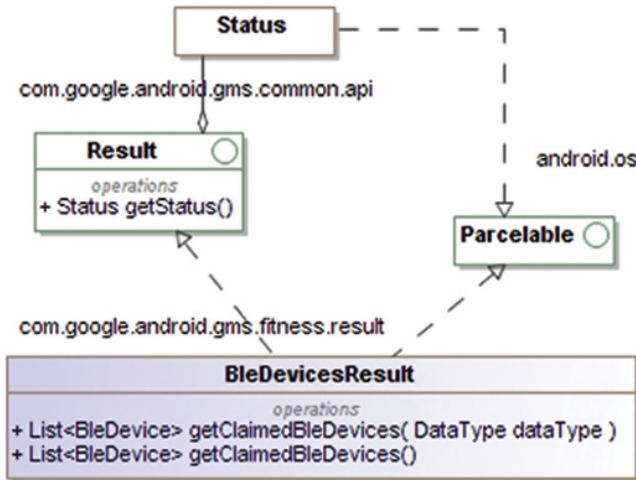 Status
com.google.android.gms.common.api
Result
operations
+ Status getStatus()
android.os
Parcelable
com.google.android.gms.fitness.result
BleDevicesResult
operations
+ List<BleDevice> getClaimedBleDevices( DataType dataType )
+ List<BleDevice> getClaimedBleDevices()